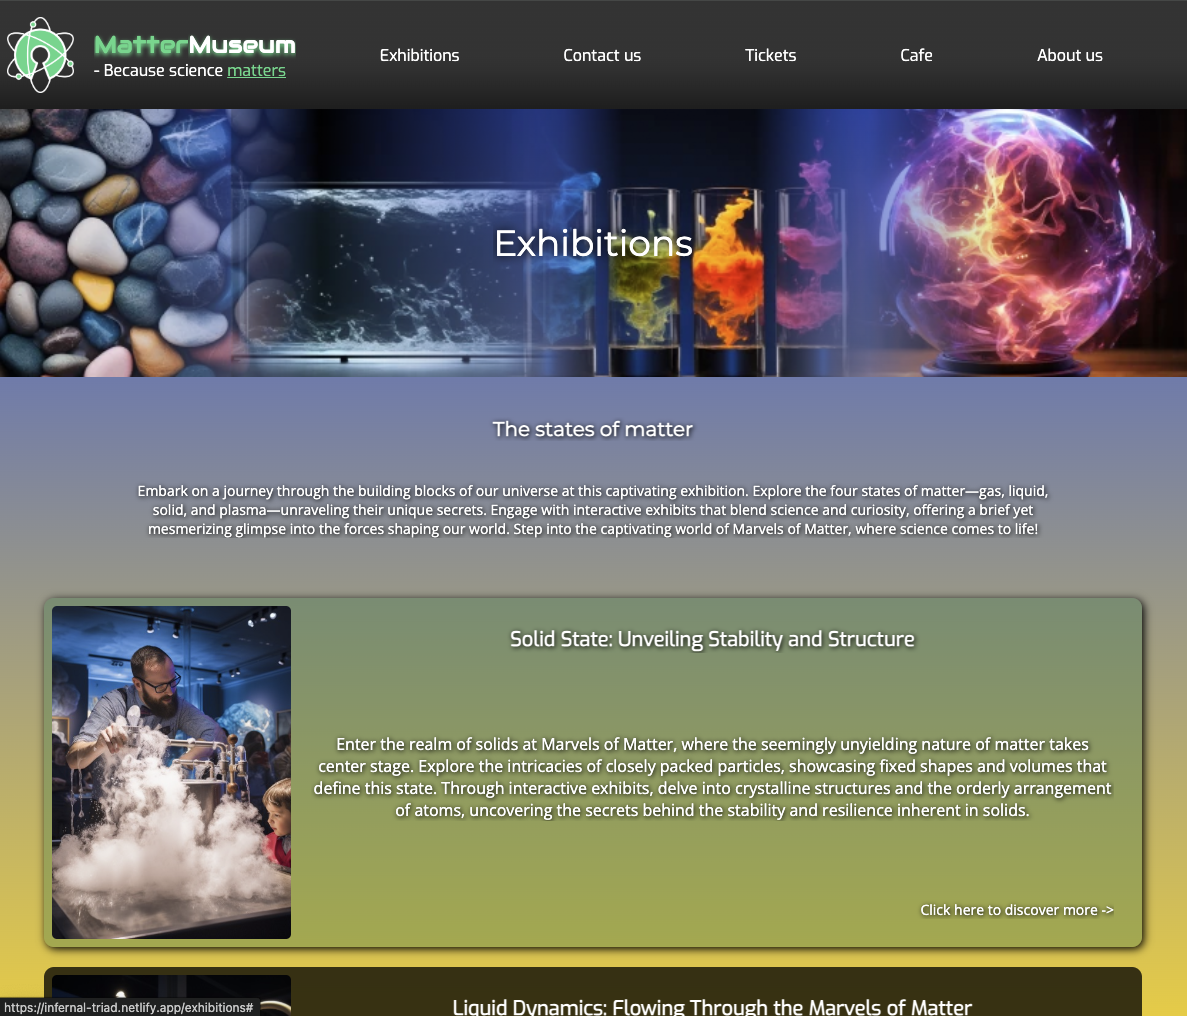 MatterMuseum
- Because science matters
Exhibitions
Contact us
Tickets
Cafe
About us
Exhibitions
The states of matter
Embark on a journey through the building blocks of our universe at this captivating exhibition. Explore the four states of matter—gas, liquid,
solid, and plasma—unraveling their unique secrets. Engage with interactive exhibits that blend science and curiosity, offering a brief yet
mesmerizing glimpse into the forces shaping our world. Step into the captivating world of Marvels of Matter, where science comes to life!
Solid State: Unveiling Stability and Structure
Enter the realm of solids at Marvels of Matter, where the seemingly unyielding nature of matter takes
center stage. Explore the intricacies of closely packed particles, showcasing fixed shapes and volumes that
define this state. Through interactive exhibits, delve into crystalline structures and the orderly arrangement
of atoms, uncovering the secrets behind the stability and resilience inherent in solids.
Click here to discover more ->
Liquid Dynamics: Flowing Through the Marvels of Matter
https://infernal-triad.netlify.app/exhibitions#